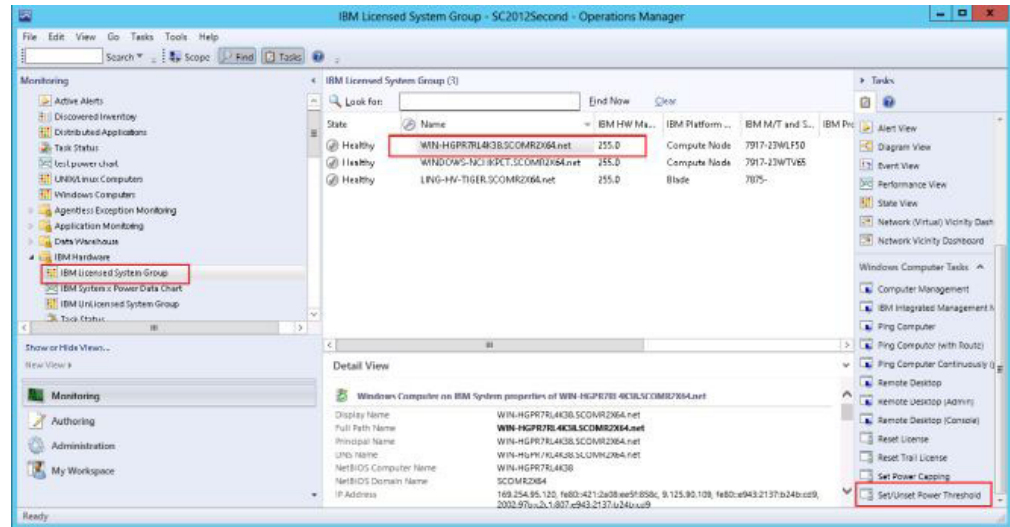 IBM Licensed System Group - SC2012Second - Operations Manager
File Edit View Go Tasks Tools Help
Search Scope Find Tasks
Monitoring
Active Alerts
Discovered Inventory
Distributed Applications
Task Status
test power chart
UNIX/Linux Computers
Windows Computers
Agentless Exception Monitoring
Application Monitoring
Data Warehouse
IBM Hardware
IBM Licensed System Group
IBM System x Power Data Chart
IBM UnLicensed System Group
Task Status
Show or Hide Views...
New View
Monitoring
Authoring
Administration
My Workspace
Ready
IBM Licensed System Group (3)
Look for: Find Now Clear
State Name IBM HW Ma... IBM Platform ... IBM M/T and S... IBM Pro
Healthy WIN-HGPR7RL4K38.SCOMR2X64.net 255.0 Compute Node 7917-23WLF50
Healthy 255.0 Compute Node 7917-23WTV65
Healthy LING-HV-TIGER.SCOMR2X64.net 255.0 Blade 7875-
Detail View
Windows Computer on IBM System properties of WIN-HGPR7RL4K38.SCOMR2X64.net
Display Name WIN-HGPR7RL4K38.SCOMR2X64.net
Full Path Name WIN-HGPR7RL4K38.SCOMR2X64.net
Principal Name WIN-HGPR7RL4K38.SCOMR2X64.net
DNS Name WIN-HGPR7RL4K38.SCOMR2X64.net
NetBIOS Computer Name WIN-HGPR7RL4K38
NetBIOS Domain Name SCOMR2X64
IP Address 169.254.95.120, 9.125.90.109,
Tasks
Alert View
Diagram View
Event View
Performance View
State View
Network (Virtual) Vicinity Dash
Network Vicinity Dashboard
Windows Computer Tasks
Computer Management
IBM Integrated Management M
Ping Computer
Ping Computer (with Route)
Ping Computer Continuously (
Remote Desktop
Remote Desktop (Admin)
Remote Desktop (Console)
Reset License
Reset Trail License
Set Power Capping
Set/Unset Power Threshold